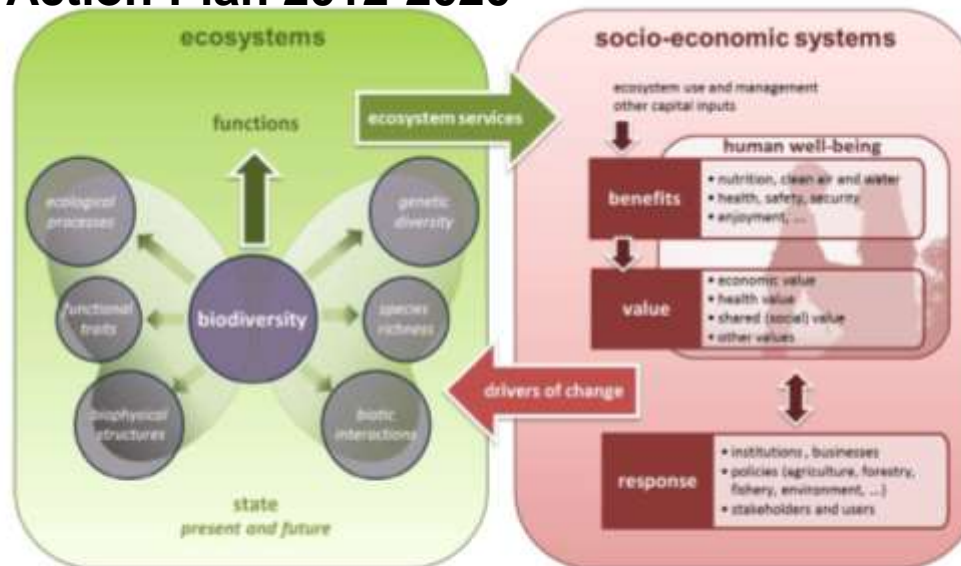 Action Plan 2012-2020
ecosystems
functions
ecological
processes
genetic
diversity
functional
traits
biodiversity
species
richness
biophysical
structures
biotic
interactions
state
present and future
ecosystem services
drivers of change
socio-economic systems
ecosystem use and management
other capital inputs
human well-being
benefits
• nutrition, clean air and water
• health, safety, security
• enjoyment, ...
value
• economic value
• health value
• shared (social) value
• other values
response
• institutions , businesses
• policies (agriculture, forestry,
fishery, environment, ...)
• stakeholders and users